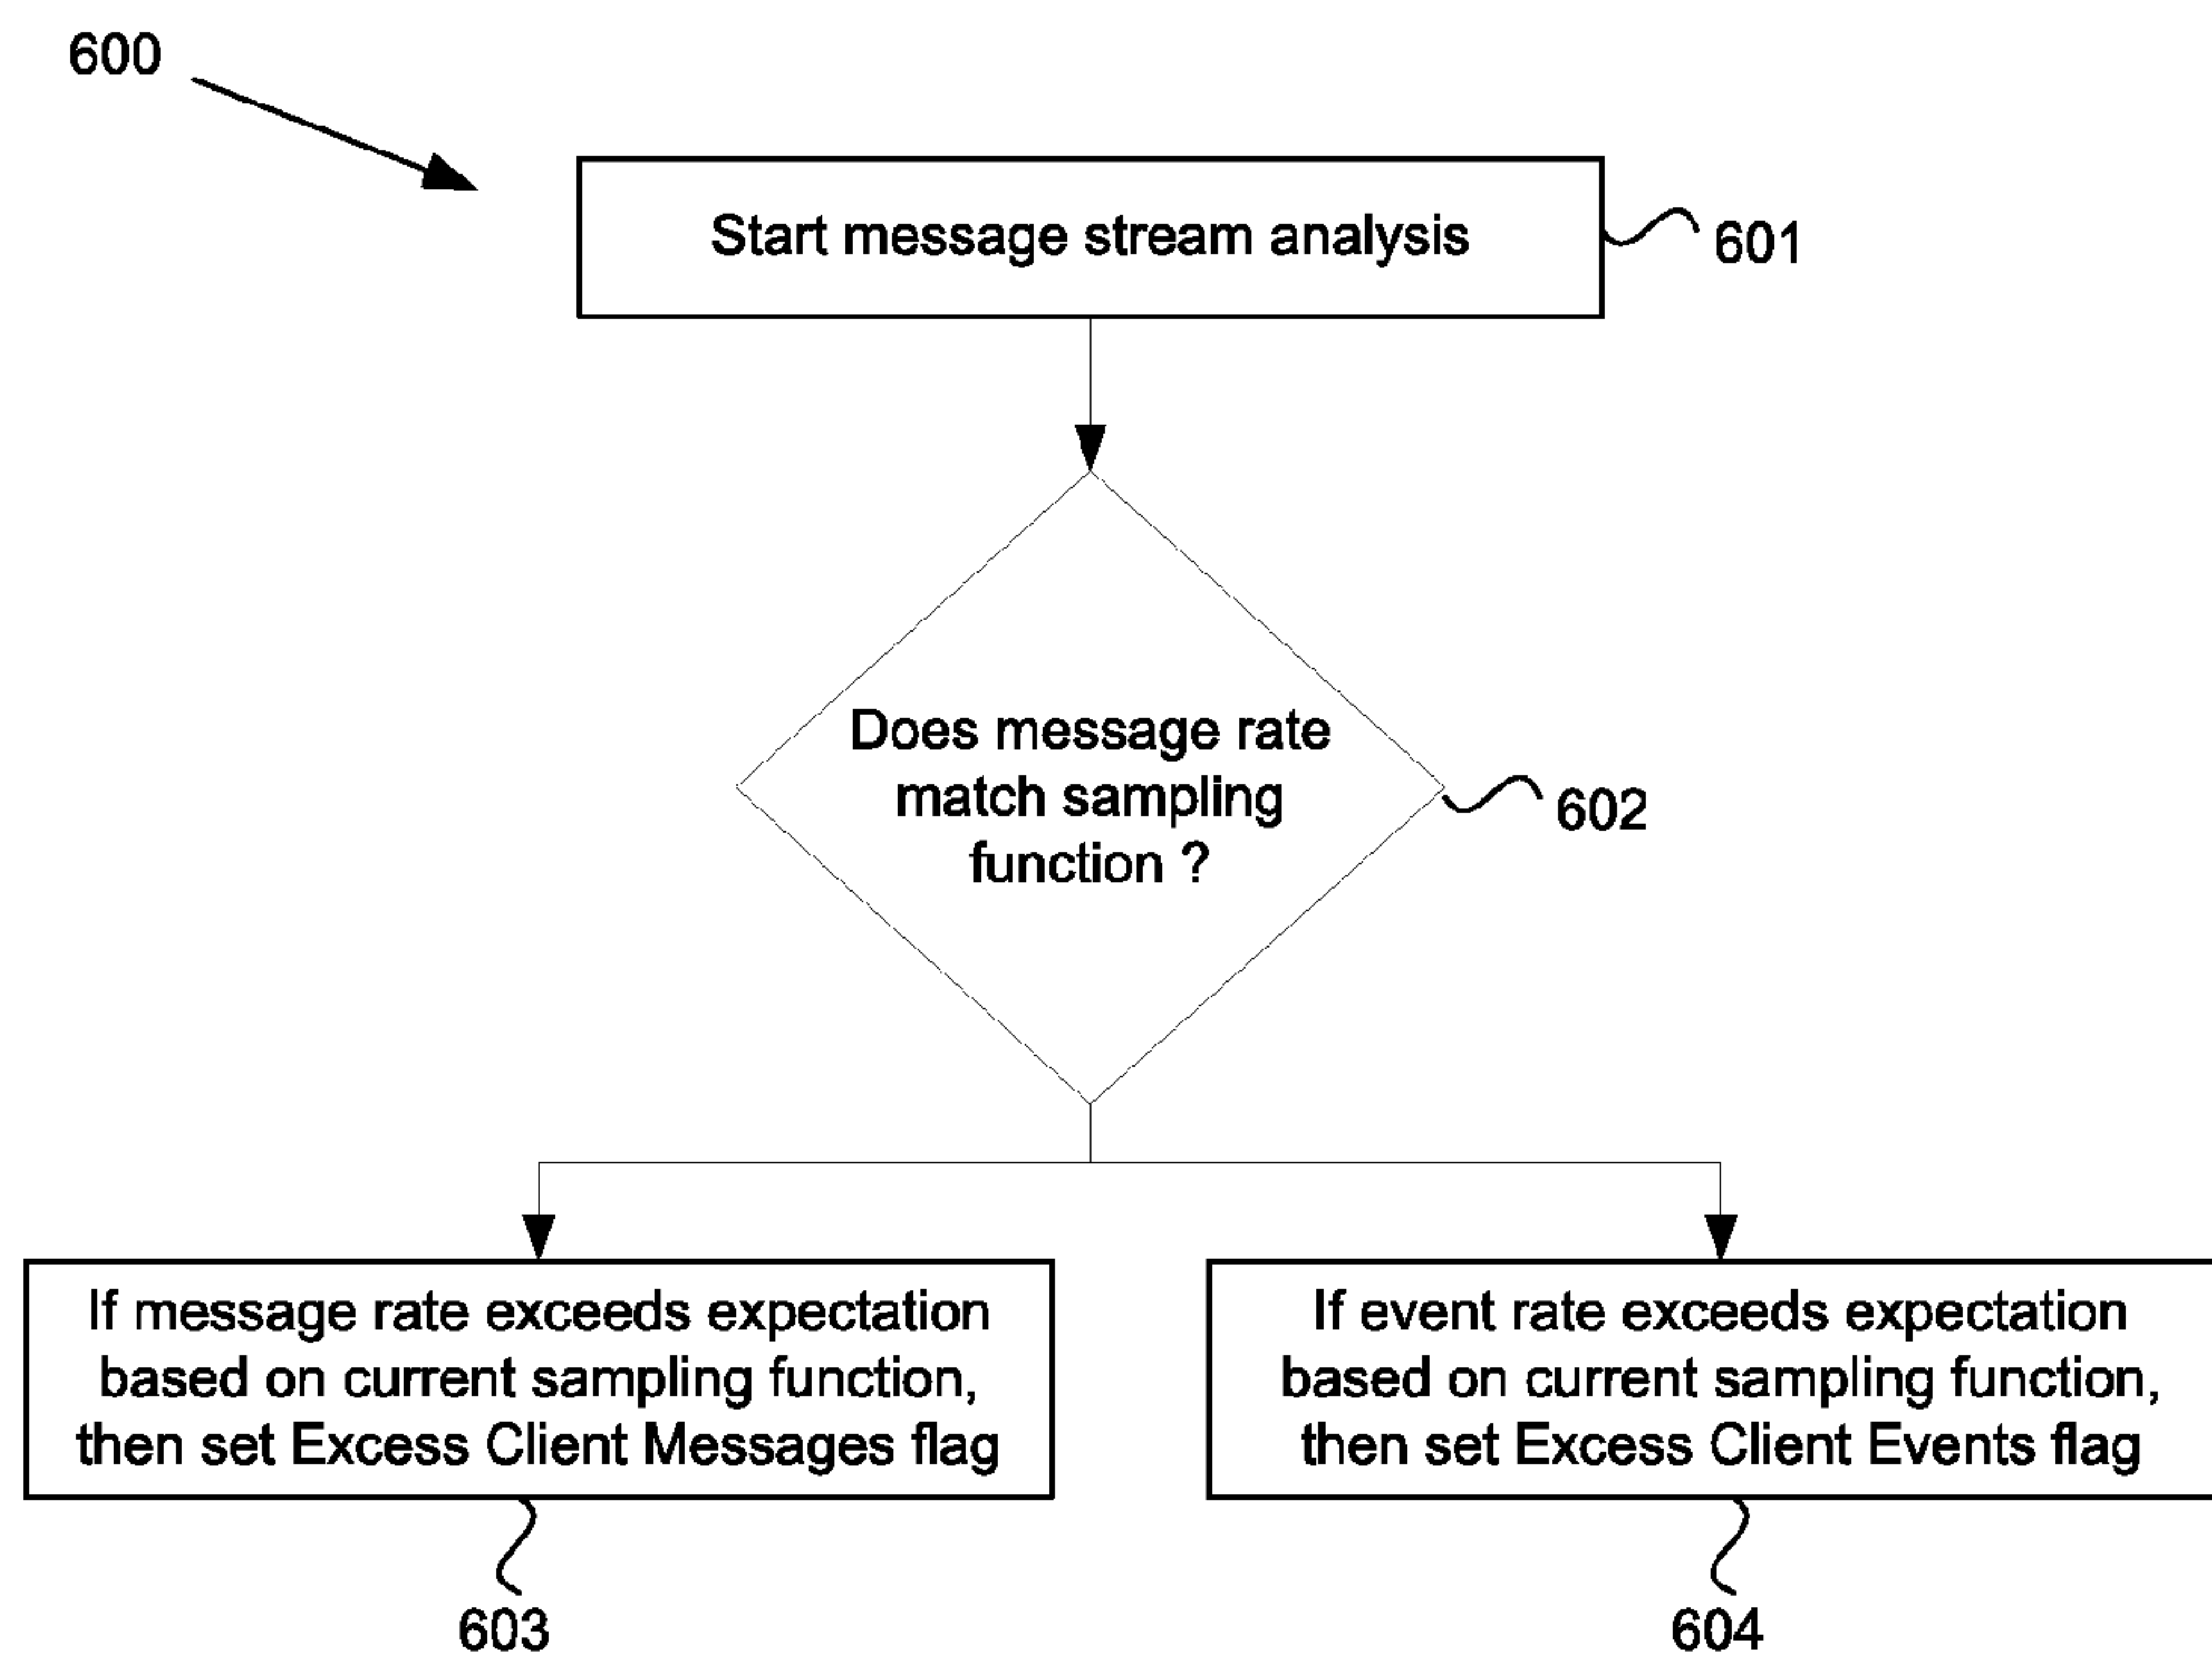 600
Start message stream analysis
601
Does message rate
match sampling
function ?
602
If message rate exceeds expectation
based on current sampling function,
then set Excess Client Messages flag
If event rate exceeds expectation
based on current sampling function,
then set Excess Client Events flag
603
604